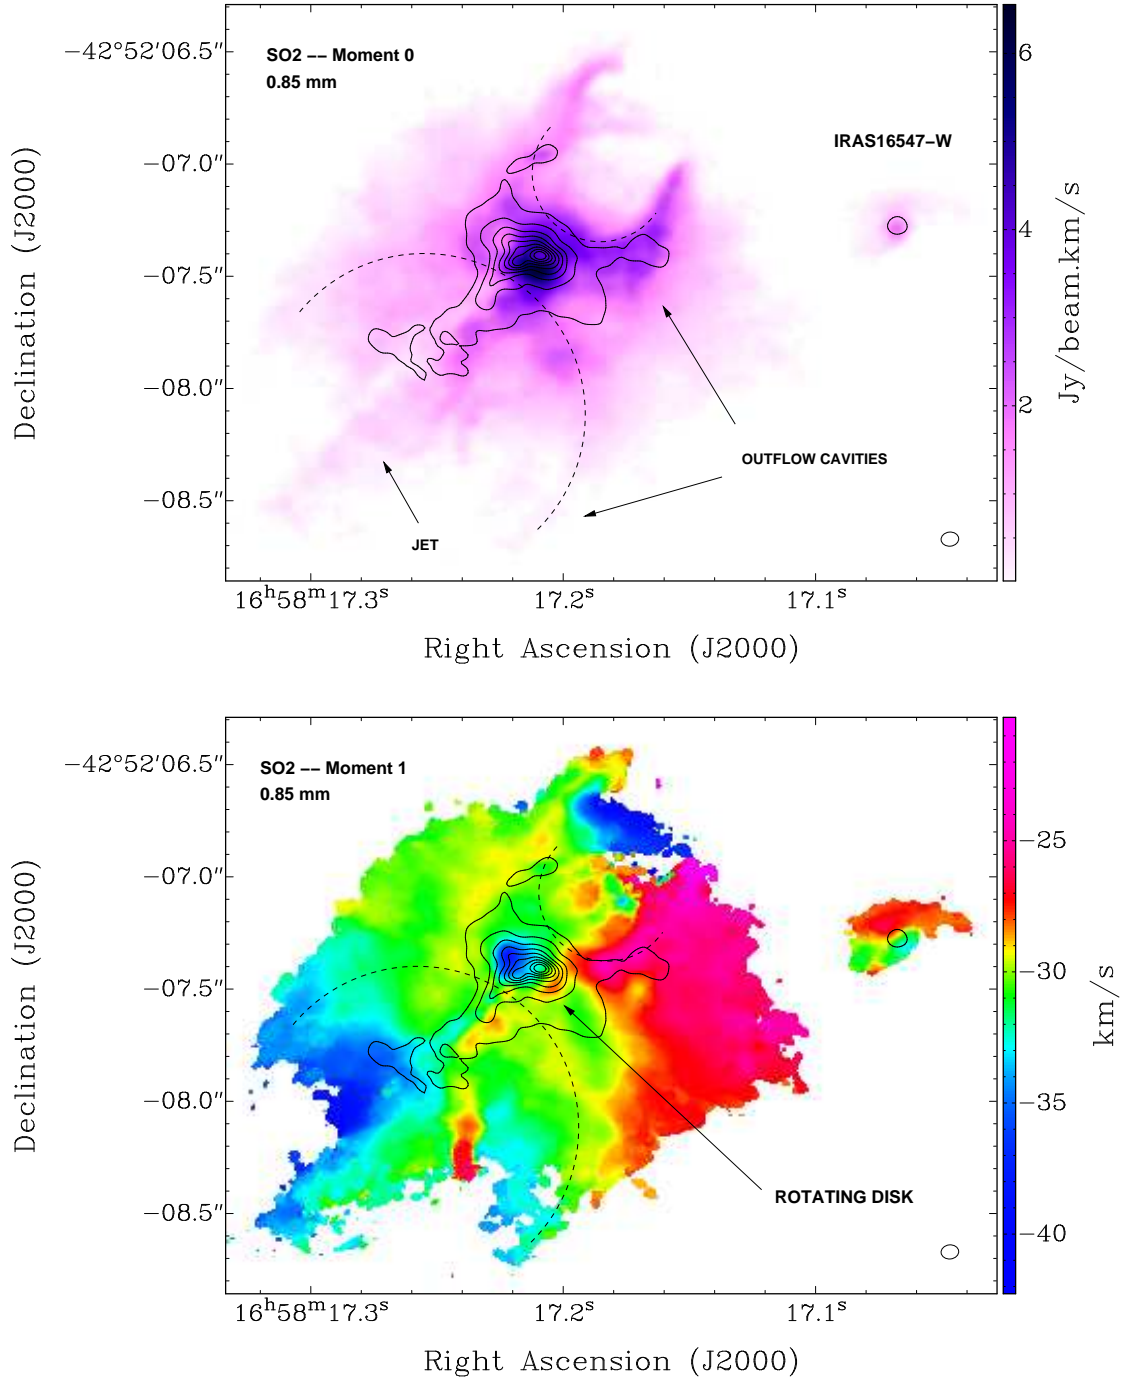 SO2 −− Moment 0
0.85 mm
IRAS16547−W
OUTFLOW CAVITIES
JET
−42°52′06.5″
−07.0″
−07.5″
−08.0″
−08.5″
Declination (J2000)
16ʰ58ᵐ17.3ˢ
17.2ˢ
17.1ˢ
Right Ascension (J2000)
6
4
2
Jy/beam.km/s
SO2 −− Moment 1
0.85 mm
ROTATING DISK
−42°52′06.5″
−07.0″
−07.5″
−08.0″
−08.5″
Declination (J2000)
16ʰ58ᵐ17.3ˢ
17.2ˢ
17.1ˢ
Right Ascension (J2000)
−25
−30
−35
−40
km/s